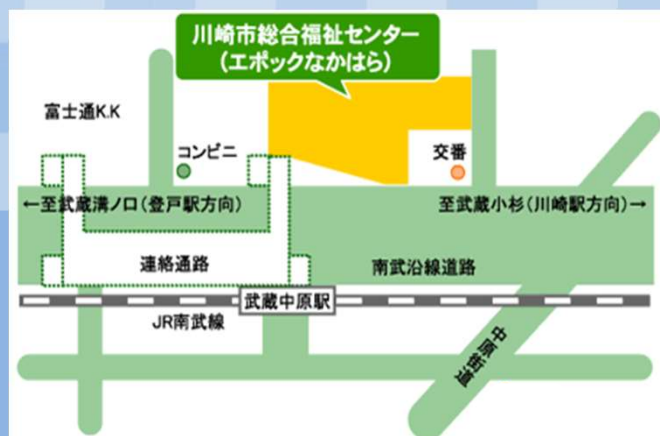 川崎市総合福祉センター
(エポックなかはら)
富士通K.K
コンビニ
交番
←至武蔵溝ノ口(登戸駅方向)
至武蔵小杉(川崎駅方向)→
連絡通路
南武沿線道路
武蔵中原駅
JR南武線
中原街道